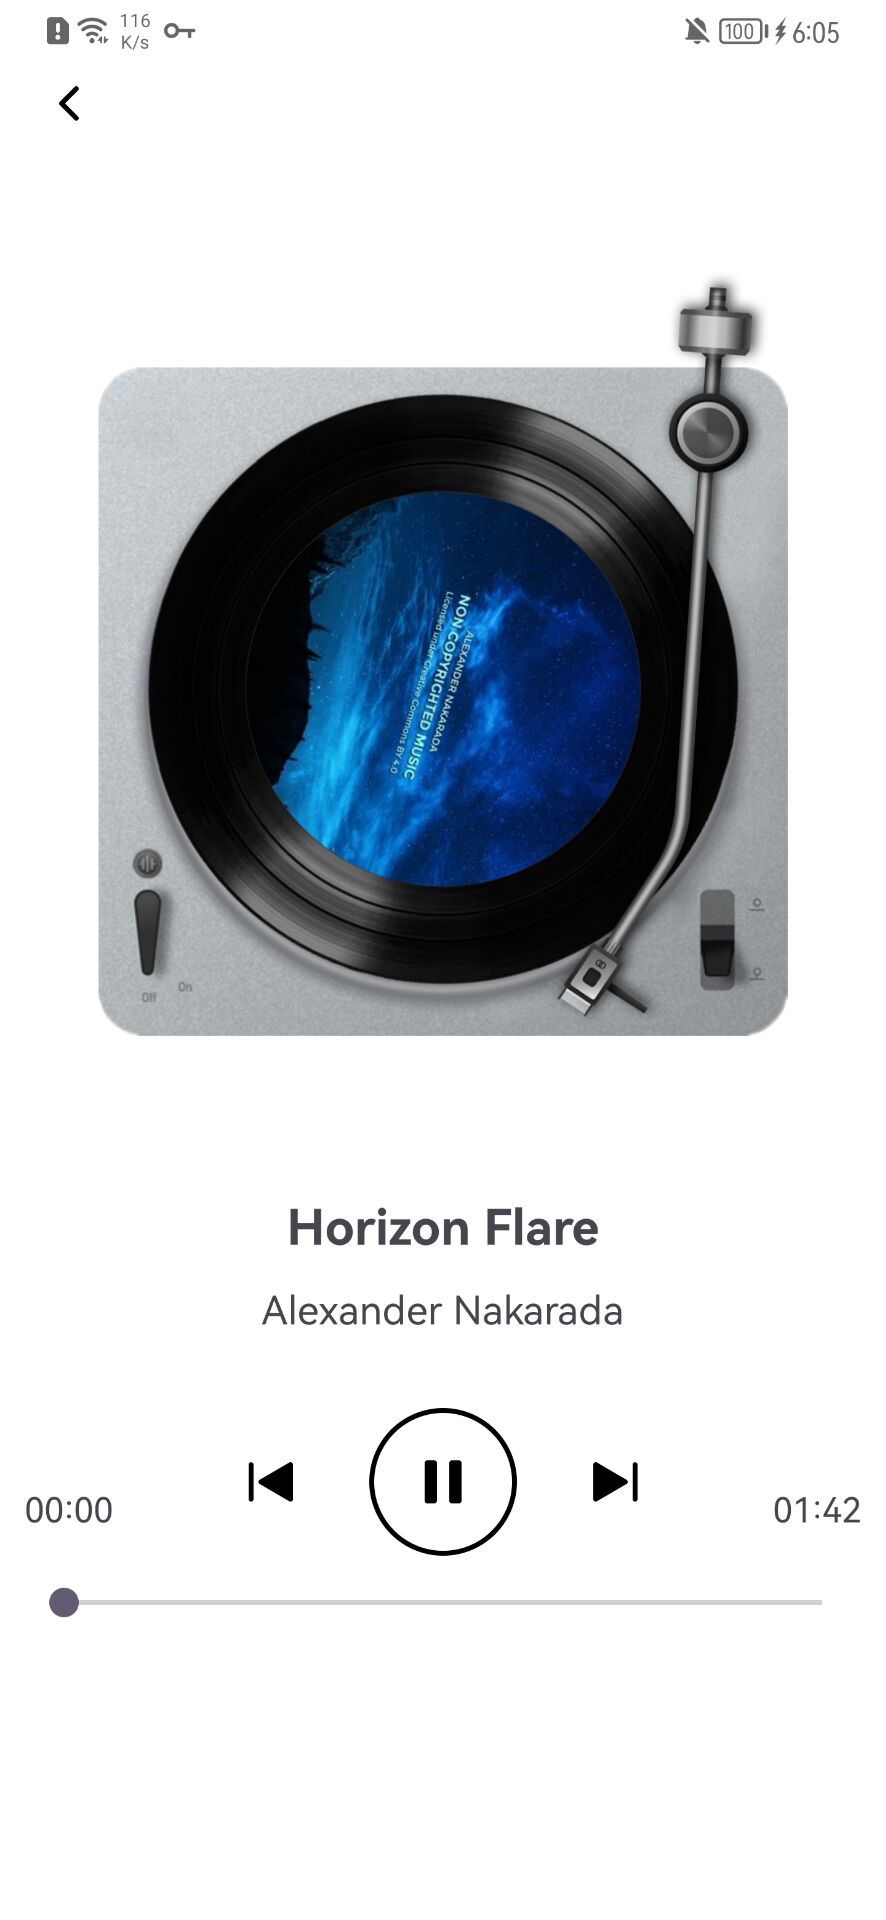 116
K/s
100
6:05
ALEXANDER NAKARADA
NON COPYRIGHTED MUSIC
Licensed under Creative Commons BY 4.0
Off
On
Horizon Flare
Alexander Nakarada
00:00
01:42